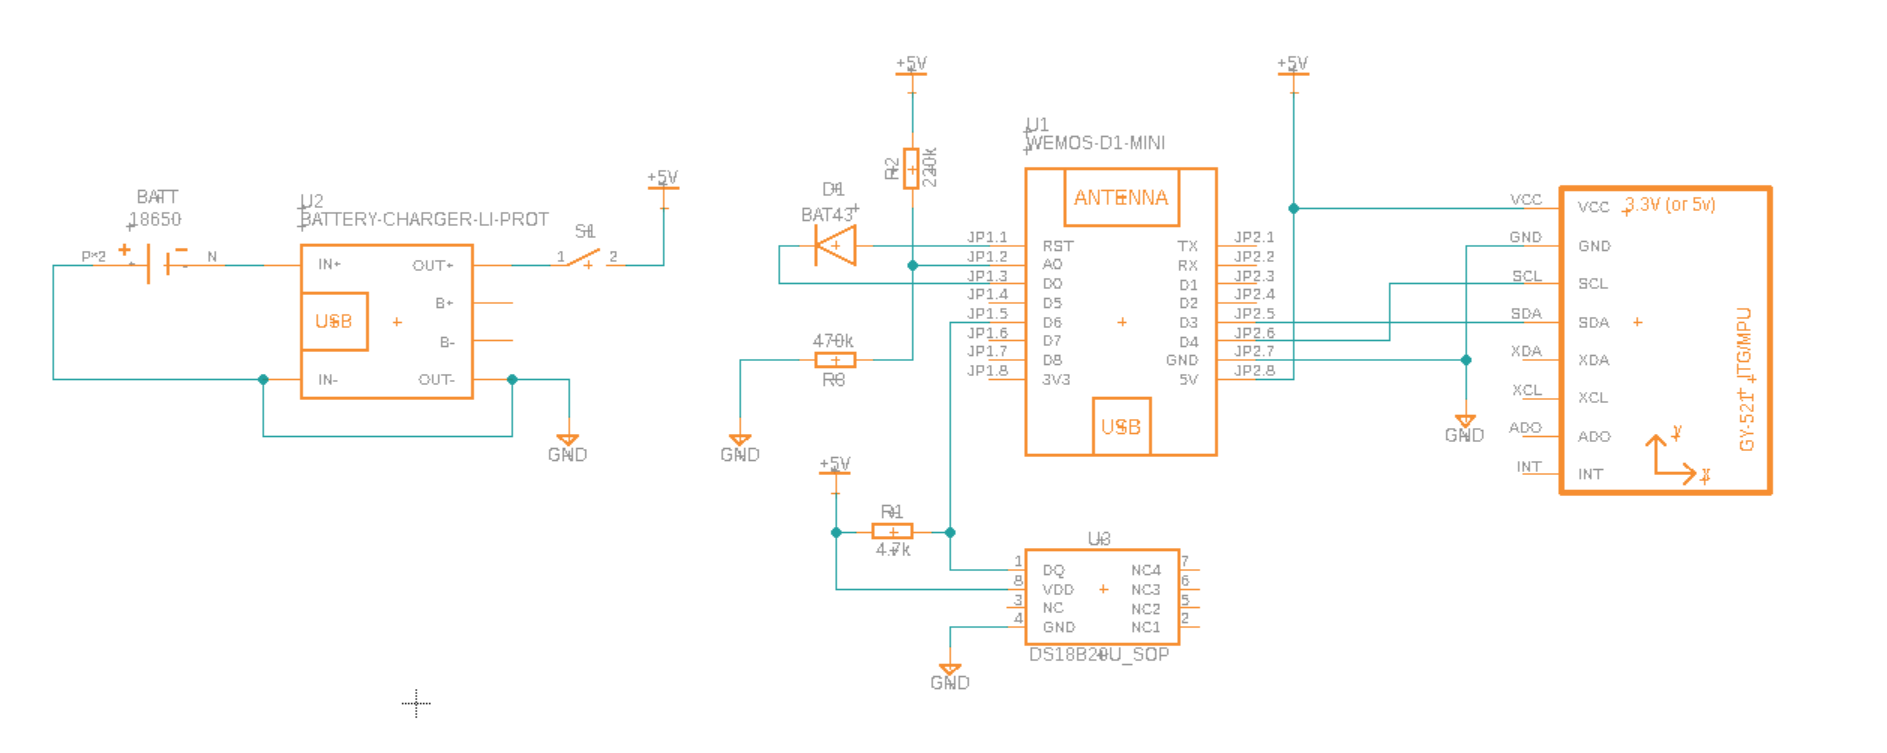 BATT
18650
P*2
N
U2
BATTERY-CHARGER-LI-PROT
IN+
OUT+
USB
B+
B-
IN-
OUT-
S1
1
2
+5V
GND
+5V
R2
220k
D1
BAT43
470k
R3
GND
U1
WEMOS-D1-MINI
ANTENNA
JP1.1
JP1.2
JP1.3
JP1.4
JP1.5
JP1.6
JP1.7
JP1.8
RST
A0
D0
D5
D6
D7
D8
3V3
TX
RX
D1
D2
D3
D4
GND
5V
JP2.1
JP2.2
JP2.3
JP2.4
JP2.5
JP2.6
JP2.7
JP2.8
USB
+5V
GND
VCC
GND
SCL
SDA
XDA
XCL
ADO
INT
VCC
GND
SCL
SDA
XDA
XCL
ADO
INT
3.3V (or 5v)
GY-521 ITG/MPU
Y
X
+5V
R1
4.7k
U3
1
8
3
4
DQ
VDD
NC
GND
NC4
NC3
NC2
NC1
7
6
5
2
DS18B20U_SOP
GND